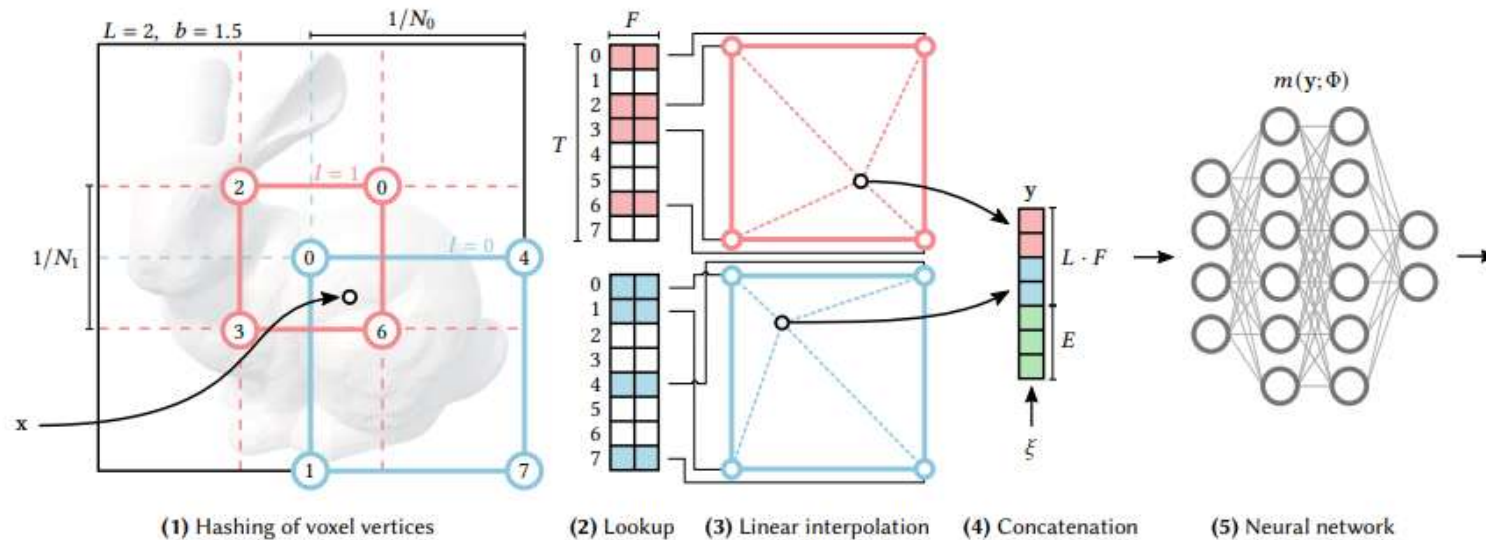 L = 2, b = 1.5
1/N₀
l = 1
2
0
1/N₁
l = 0
0
4
3
6
x
1
7
F
T
0
1
2
3
4
5
6
7
0
1
2
3
4
5
6
7
y
L · F
E
ξ
m(y; Φ)
(1) Hashing of voxel vertices
(2) Lookup
(3) Linear interpolation
(4) Concatenation
(5) Neural network